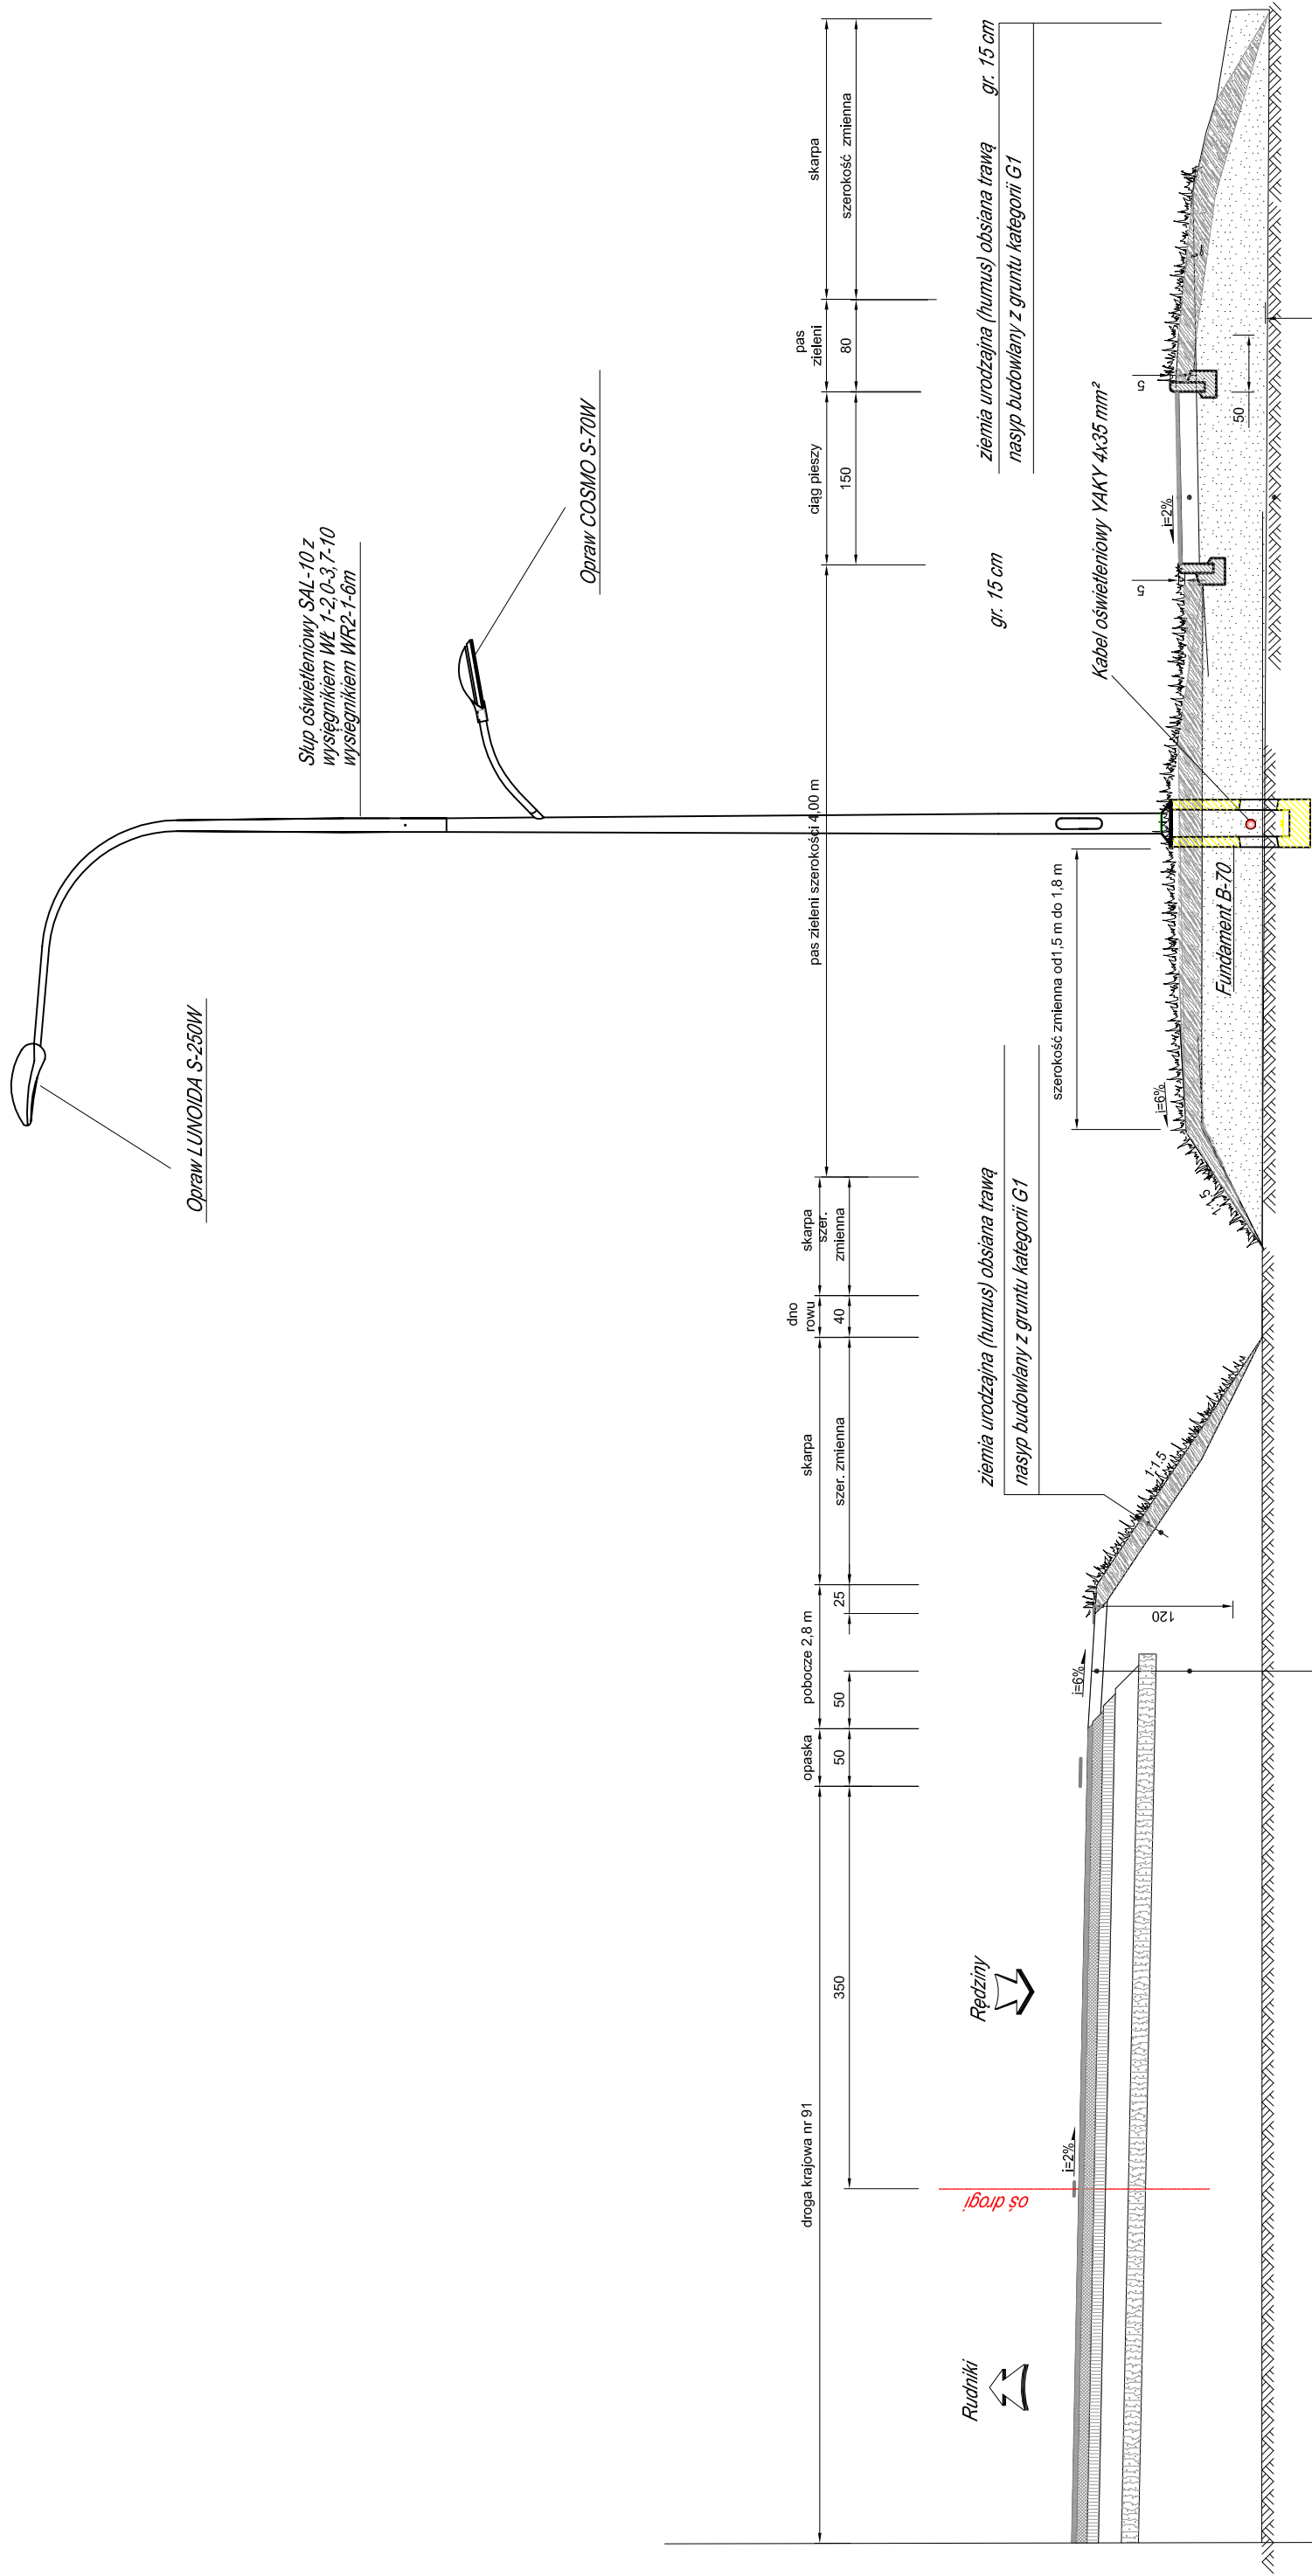 Opraw LUNOIDA S-250W
Słup oświetleniowy SAL-10 z
wysięgnikiem WŁ 1-2,0-3,7-10
wysiegnikiem WR2-1-6m
Opraw COSMO S-70W
droga krajowa nr 91
opaska
pobocze 2,8 m
skarpa
dno
rowu
skarpa
szer.
zmienna
pas zieleni szerokości 4,00 m
ciąg pieszy
pas
zieleni
skarpa
350
50
50
25
szer. zmienna
40
150
80
szerokość zmienna
Rudniki
oś drogi
Rędziny
ziemia urodzajna (humus) obsiana trawą
gr. 15 cm
nasyp budowlany z gruntu kategorii G1
ziemia urodzajna (humus) obsiana trawą
gr. 15 cm
nasyp budowlany z gruntu kategorii G1
szerokość zmienna od1,5 m do 1,8 m
Kabel oświetleniowy YAKY 4x35 mm²
i=2%
i=6%
1:1.5
120
1:1.5
i=6%
Fundament B-70
5
i=2%
5
50